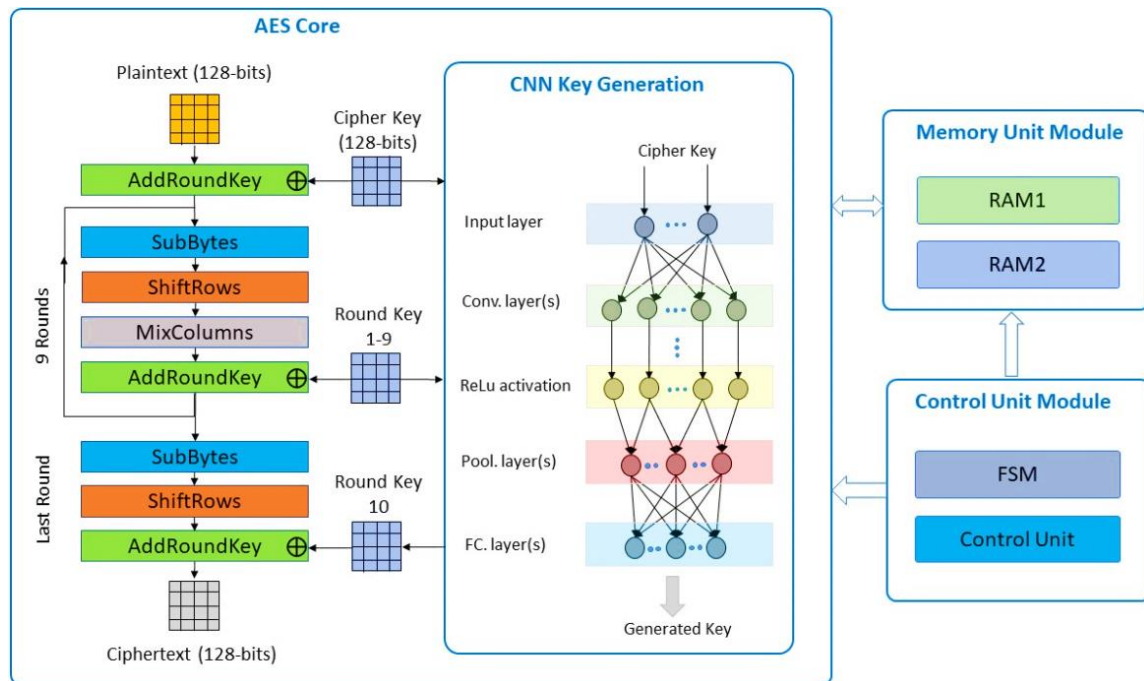 AES Core
Plaintext (128-bits)
Cipher Key
(128-bits)
AddRoundKey
SubBytes
ShiftRows
MixColumns
AddRoundKey
9 Rounds
Round Key
1-9
SubBytes
ShiftRows
AddRoundKey
Last Round
Round Key
10
Ciphertext (128-bits)
CNN Key Generation
Cipher Key
Input layer
Conv. layer(s)
ReLu activation
Pool. layer(s)
FC. layer(s)
Generated Key
Memory Unit Module
RAM1
RAM2
Control Unit Module
FSM
Control Unit